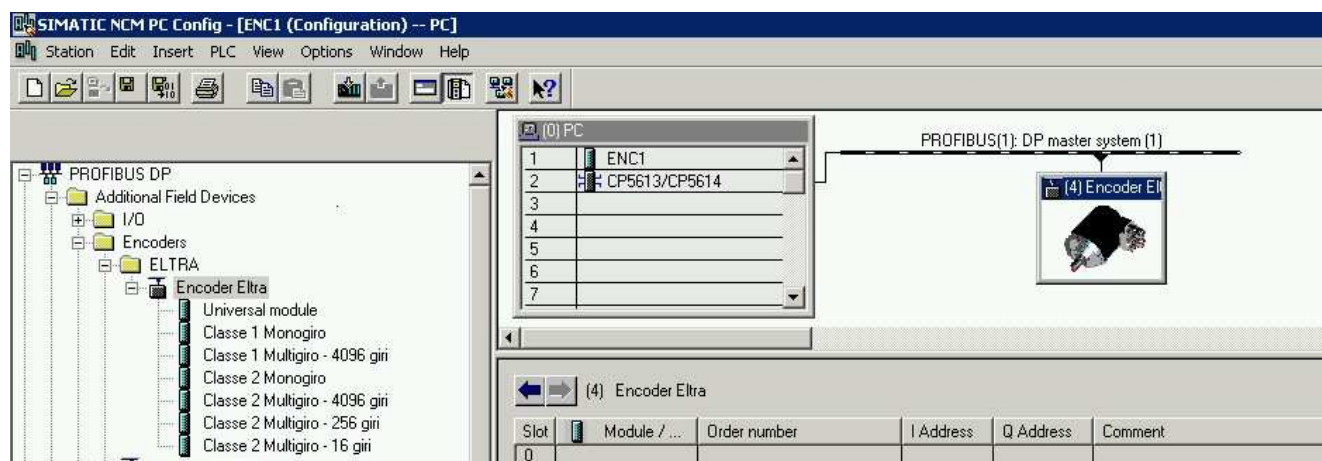 SIMATIC NCM PC Config - [ENC1 (Configuration) -- PC]
Station Edit Insert PLC View Options Window Help
PROFIBUS DP
Additional Field Devices
I/O
Encoders
ELTRA
Encoder Eltra
Universal module
Classe 1 Monogiro
Classe 1 Multigiro - 4096 giri
Classe 2 Monogiro
Classe 2 Multigiro - 4096 giri
Classe 2 Multigiro - 256 giri
Classe 2 Multigiro - 16 giri
(0) PC
1 ENC1
2 CP5613/CP5614
3
4
5
6
7
PROFIBUS(1): DP master system (1)
(4) Encoder El
(4) Encoder Eltra
Slot Module / ... Order number I Address Q Address Comment
0